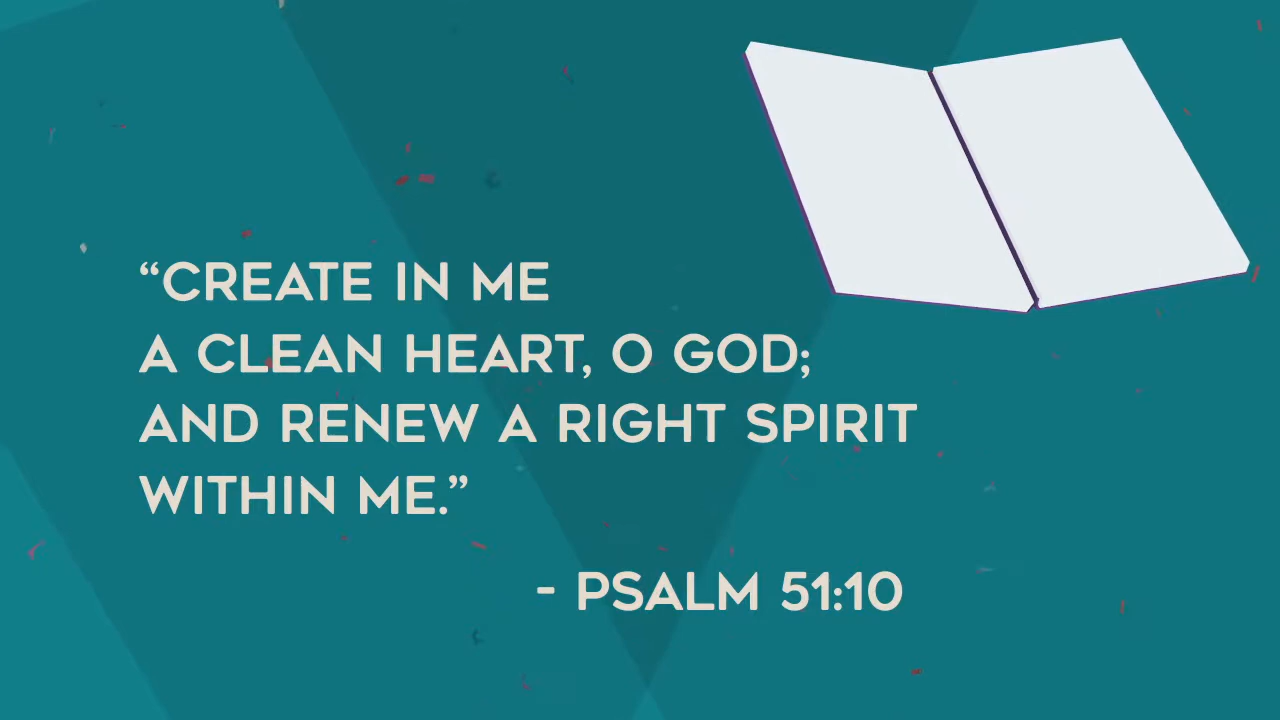 “CREATE IN ME
A CLEAN HEART, O GOD;
AND RENEW A RIGHT SPIRIT
WITHIN ME.”
- PSALM 51:10